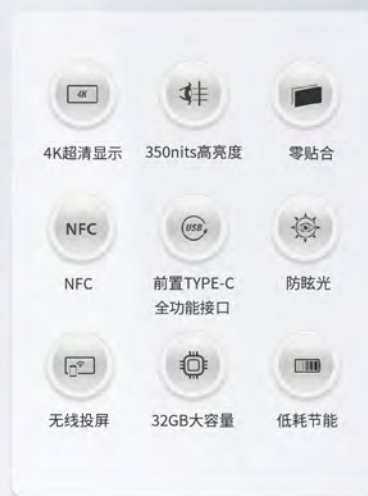 4K
4K超清显示
350nits高亮度
零贴合
NFC
USB
NFC
前置TYPE-C
全功能接口
防眩光
无线投屏
32GB大容量
低耗节能